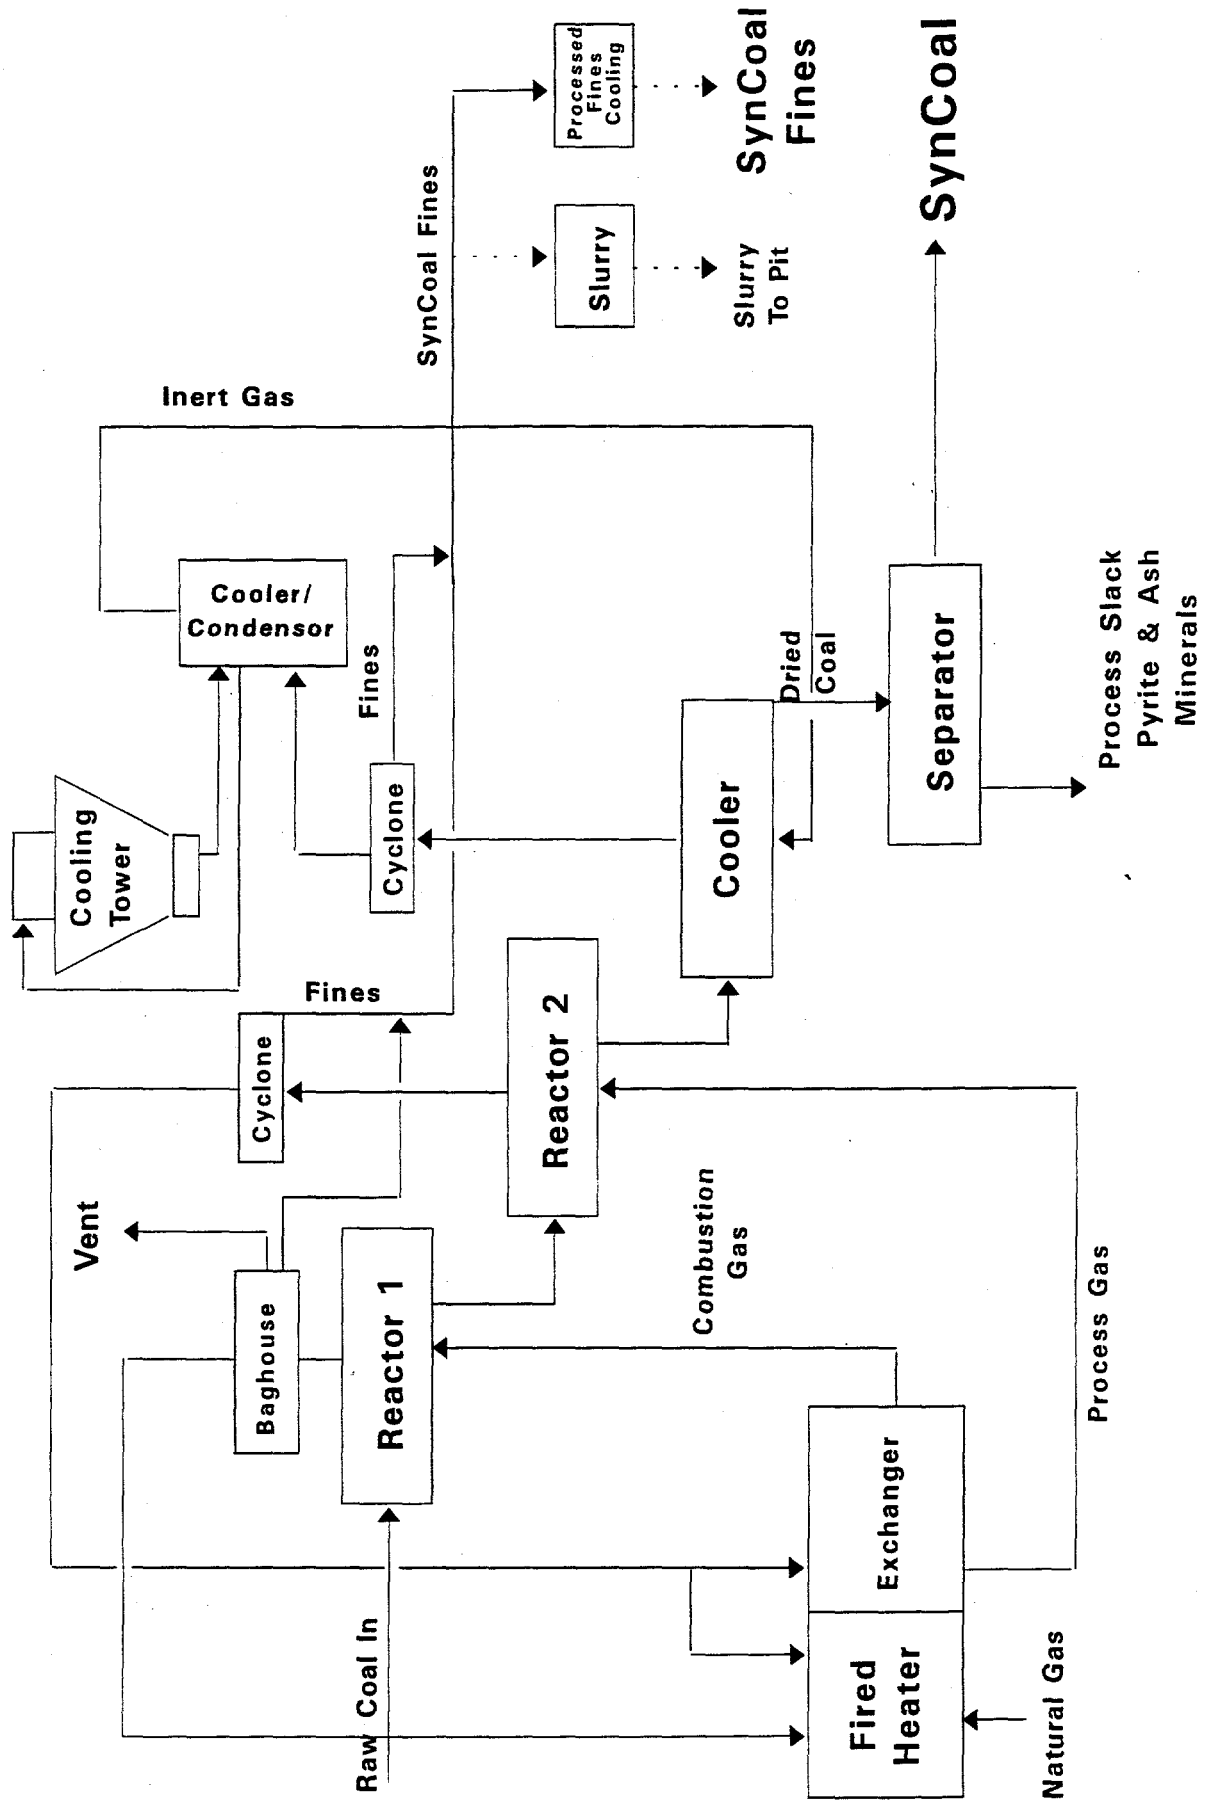 Cooling
Tower
Cooler/
Condensor
Inert Gas
Vent
Cyclone
Fines
Baghouse
Cyclone
Fines
SynCoal Fines
Raw Coal In
Reactor 1
Reactor 2
Slurry
Processed
Fines
Cooling
Cooler
Dried
Coal
Slurry
To Pit
SynCoal
Fines
Combustion
Gas
Fired
Heater
Exchanger
Separator
SynCoal
Natural Gas
Process Gas
Process Slack
Pyrite & Ash
Minerals